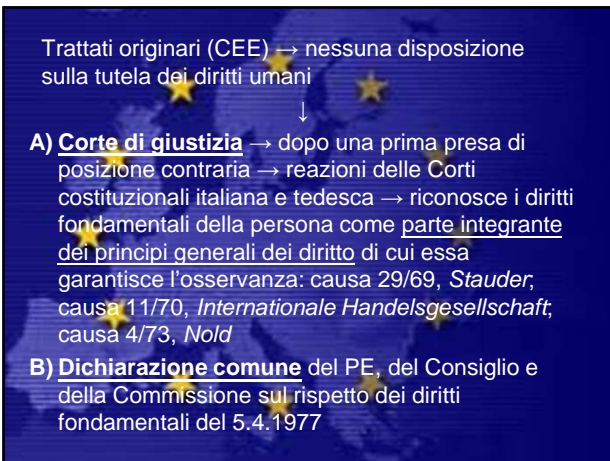 Trattati originari (CEE) → nessuna disposizione
sulla tutela dei diritti umani
↓
A) Corte di giustizia → dopo una prima presa di
posizione contraria → reazioni delle Corti
costituzionali italiana e tedesca → riconosce i diritti
fondamentali della persona come parte integrante
dei principi generali dei diritto di cui essa
garantisce l’osservanza: causa 29/69, Stauder;
causa 11/70, Internationale Handelsgesellschaft;
causa 4/73, Nold
B) Dichiarazione comune del PE, del Consiglio e
della Commissione sul rispetto dei diritti
fondamentali del 5.4.1977